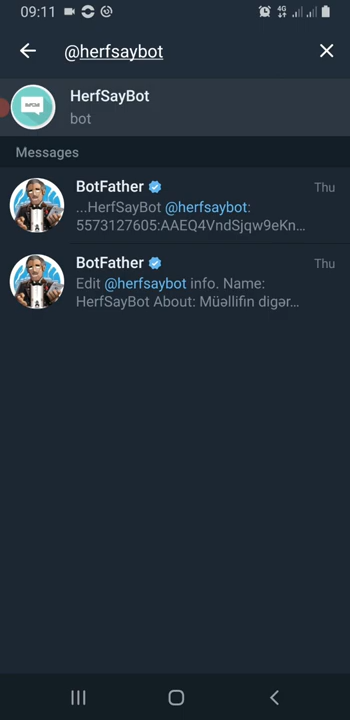 09:11 4G
@herfsaybot
HerfSayBot
bot
Messages
BotFather Thu
...HerfSayBot @herfsaybot:
5573127605:AAEQ4VndSjqw9eKn...
BotFather Thu
Edit @herfsaybot info. Name:
HerfSayBot About: Müəllifin digər...